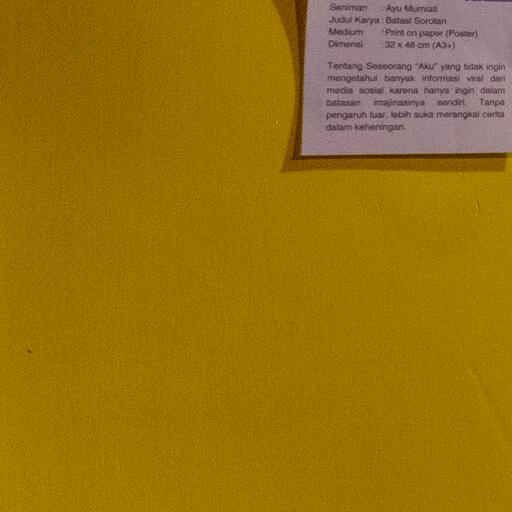 Seniman : Ayu Murniati
Judul Karya : Batasi Sorotan
Medium : Print on paper (Poster)
Dimensi : 32 x 48 cm (A3+)
Tentang Seseorang "Aku" yang tidak ingin
mengetahui banyak informasi viral dan
media sosial karena hanya ingin dalam
batasan imajinasinya sendiri. Tanpa
pengaruh luar, lebih suka merangkai cerita
dalam keheningan.